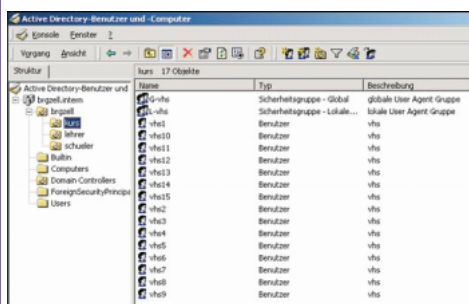 Active Directory-Benutzer und -Computer
Konsole Fenster ?
Vorgang Ansicht
Struktur
kurs 17 Objekte
Active Directory-Benutzer und
brgzell.intern
brgzell
kurs
lehrer
schueler
Builtin
Computers
Domain Controllers
ForeignSecurityPrincipa
Users
Name Typ Beschreibung
G-vhs Sicherheitsgruppe - Global globale User Agent Gruppe
L-vhs Sicherheitsgruppe - Lokale... lokale User Agent Gruppe
vhs1 Benutzer vhs
vhs10 Benutzer vhs
vhs11 Benutzer vhs
vhs12 Benutzer vhs
vhs13 Benutzer vhs
vhs14 Benutzer vhs
vhs15 Benutzer vhs
vhs2 Benutzer vhs
vhs3 Benutzer vhs
vhs4 Benutzer vhs
vhs5 Benutzer vhs
vhs6 Benutzer vhs
vhs7 Benutzer vhs
vhs8 Benutzer vhs
vhs9 Benutzer vhs